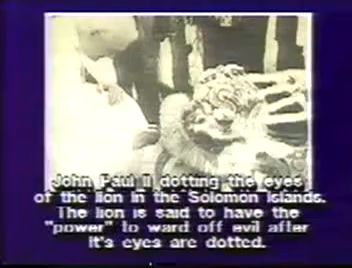 John Paul II dotting the eyes
of the lion in the Solomon Islands.
The lion is said to have the
"power" to ward off evil after
it's eyes are dotted.